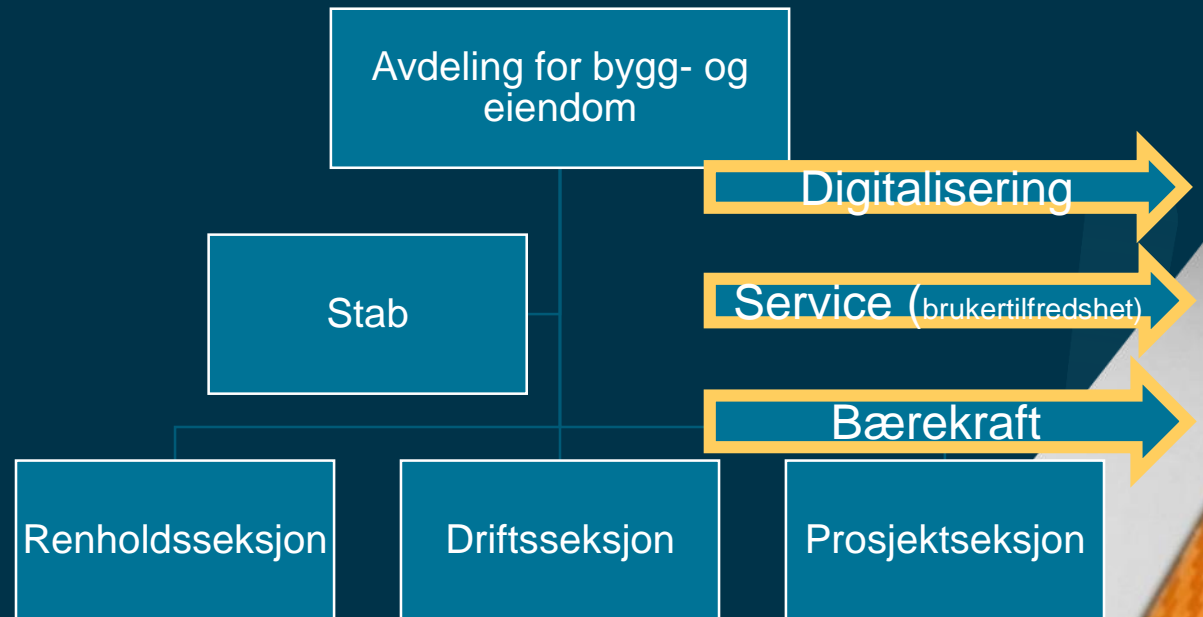 Avdeling for bygg- og
eiendom
Digitalisering
Stab
Service (brukertilfredshet)
Bærekraft
Renholdsseksjon
Driftsseksjon
Prosjektseksjon